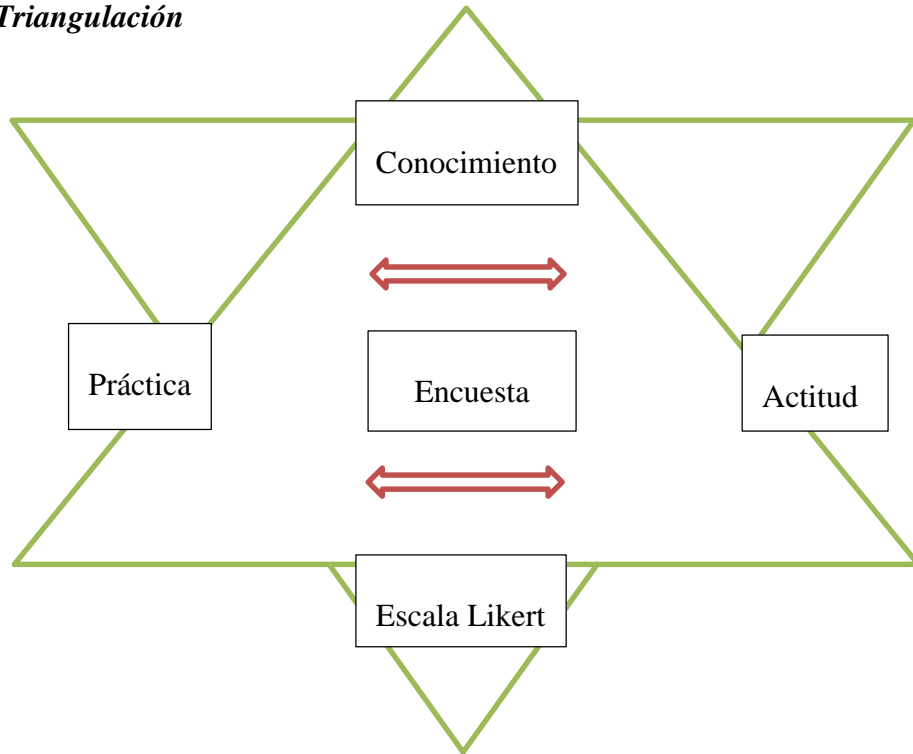 Triangulación
Conocimiento
Práctica
Encuesta
Actitud
Escala Likert